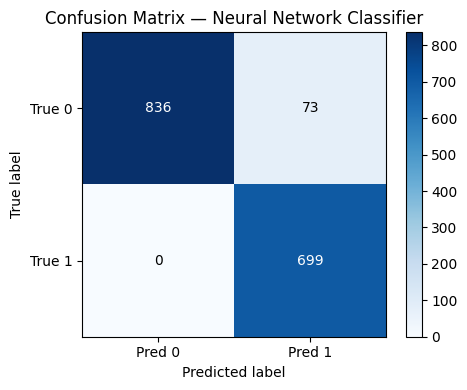 Confusion Matrix — Neural Network Classifier
True 0
836
73
True 1
0
699
Pred 0
Pred 1
Predicted label
True label
800
700
600
500
400
300
200
100
0